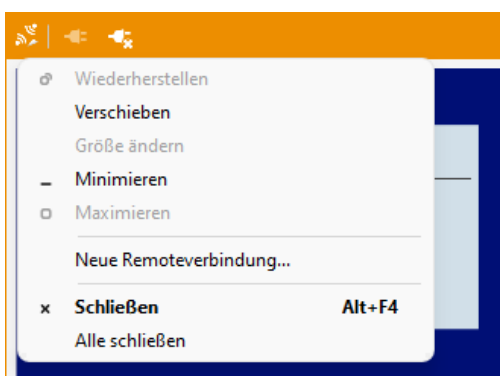 Wiederherstellen
Verschieben
Größe ändern
Minimieren
Maximieren
Neue Remoteverbindung...
Schließen Alt+F4
Alle schließen